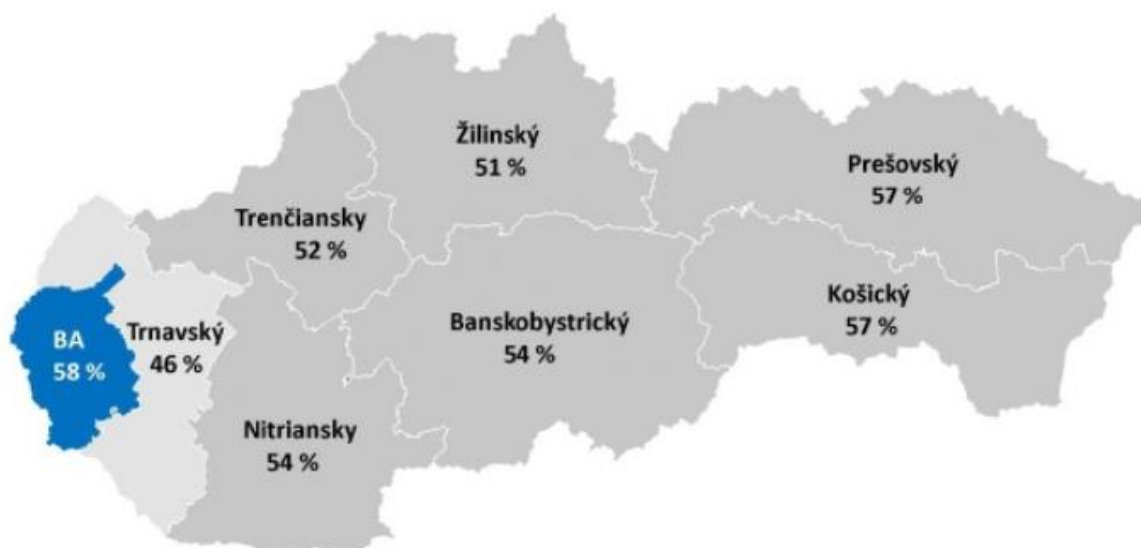 Žilinský
51 %
Prešovský
57 %
Trenčiansky
52 %
Košický
57 %
Banskobystrický
54 %
Trnavský
46 %
BA
58 %
Nitriansky
54 %